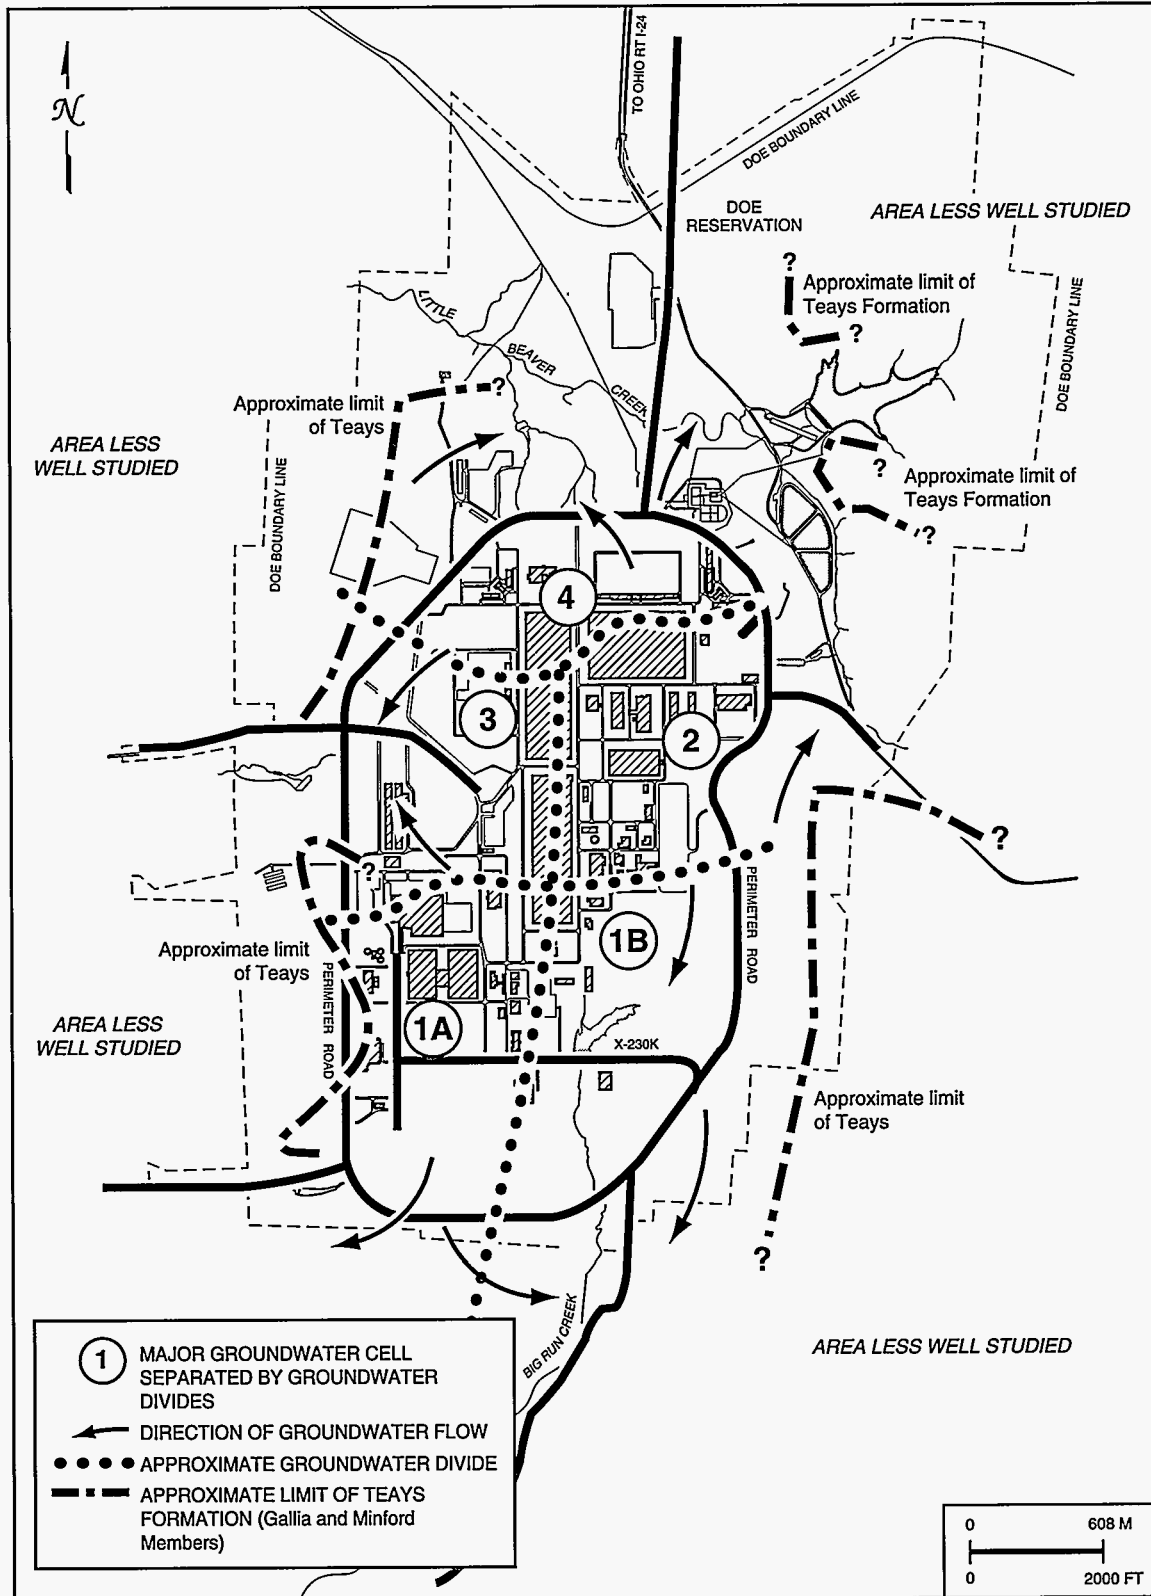 N
TO OHIO RT I-24
DOE BOUNDARY LINE
DOE
RESERVATION
AREA LESS WELL STUDIED
?
Approximate limit of
Teays Formation
?
DOE BOUNDARY LINE
LITTLE
BEAVER
CREEK
?
Approximate limit
of Teays
AREA LESS
WELL STUDIED
DOE BOUNDARY LINE
?
Approximate limit of
Teays Formation
?
4
3
2
?
?
PERIMETER ROAD
1B
Approximate limit
of Teays
PERIMETER ROAD
AREA LESS
WELL STUDIED
1A
X-230K
Approximate limit
of Teays
?
BIG RUN CREEK
AREA LESS WELL STUDIED
1 MAJOR GROUNDWATER CELL
SEPARATED BY GROUNDWATER
DIVIDES
DIRECTION OF GROUNDWATER FLOW
APPROXIMATE GROUNDWATER DIVIDE
APPROXIMATE LIMIT OF TEAYS
FORMATION (Gallia and Minford
Members)
0 608 M
0 2000 FT